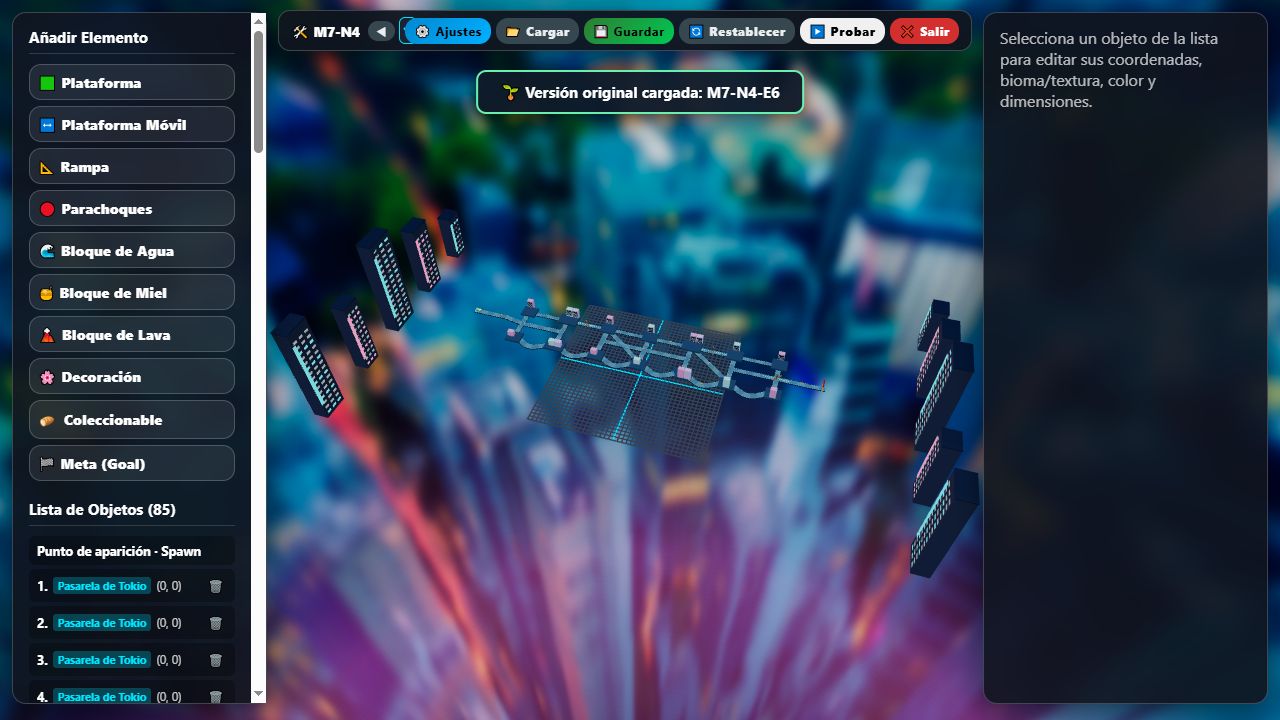 Añadir Elemento
Plataforma
Plataforma Móvil
Rampa
Parachoques
Bloque de Agua
Bloque de Miel
Bloque de Lava
Decoración
Coleccionable
Meta (Goal)
Lista de Objetos (85)
Punto de aparición - Spawn
1. Pasarela de Tokio (0, 0)
2. Pasarela de Tokio (0, 0)
3. Pasarela de Tokio (0, 0)
4. Pasarela de Tokio (0, 0)
M7-N4 Ajustes Cargar Guardar Restablecer Probar Salir
Versión original cargada: M7-N4-E6
Selecciona un objeto de la lista
para editar sus coordenadas,
bioma/textura, color y
dimensiones.